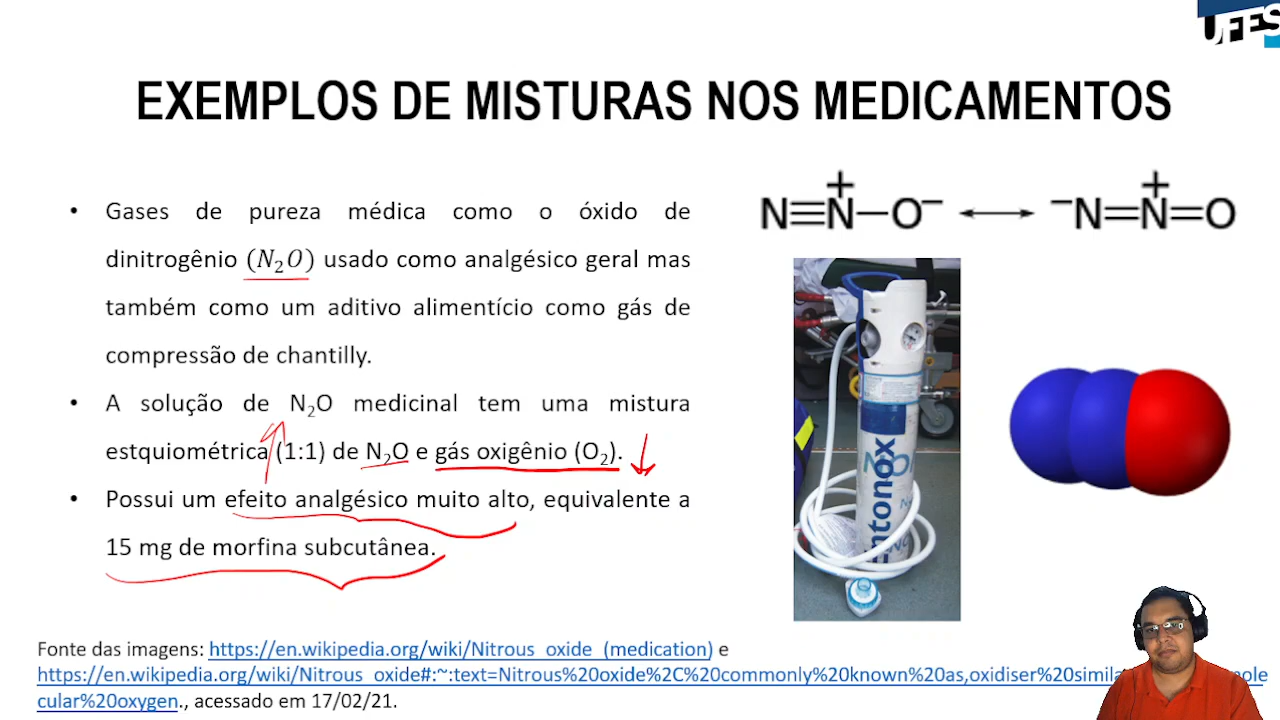 UFES
EXEMPLOS DE MISTURAS NOS MEDICAMENTOS
• Gases de pureza médica como o óxido de
dinitrogênio (N₂O) usado como analgésico geral mas
também como um aditivo alimentício como gás de
compressão de chantilly.
• A solução de N₂O medicinal tem uma mistura
estquiométrica (1:1) de N₂O e gás oxigênio (O₂).
• Possui um efeito analgésico muito alto, equivalente a
15 mg de morfina subcutânea.
N≡N⁺—O⁻ ↔ ⁻N=N⁺=O
entonox
Fonte das imagens: https://en.wikipedia.org/wiki/Nitrous_oxide_(medication) e
https://en.wikipedia.org/wiki/Nitrous_oxide#:~:text=Nitrous%20oxide%2C%20commonly%20known%20as,oxidiser%20simila
cular%20oxygen., acessado em 17/02/21.